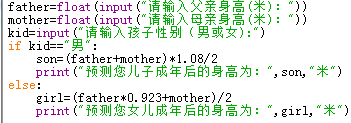 father=float(input("请输入父亲身高(米)："))
mother=float(input("请输入母亲身高(米)："))
kid=input("请输入孩子性别（男或女):")
if kid=="男":
    son=(father+mother)*1.08/2
    print("预测您儿子成年后的身高为：",son,"米")
else:
    girl=(father*0.923+mother)/2
    print("预测您女儿成年后的身高为：",girl,"米")